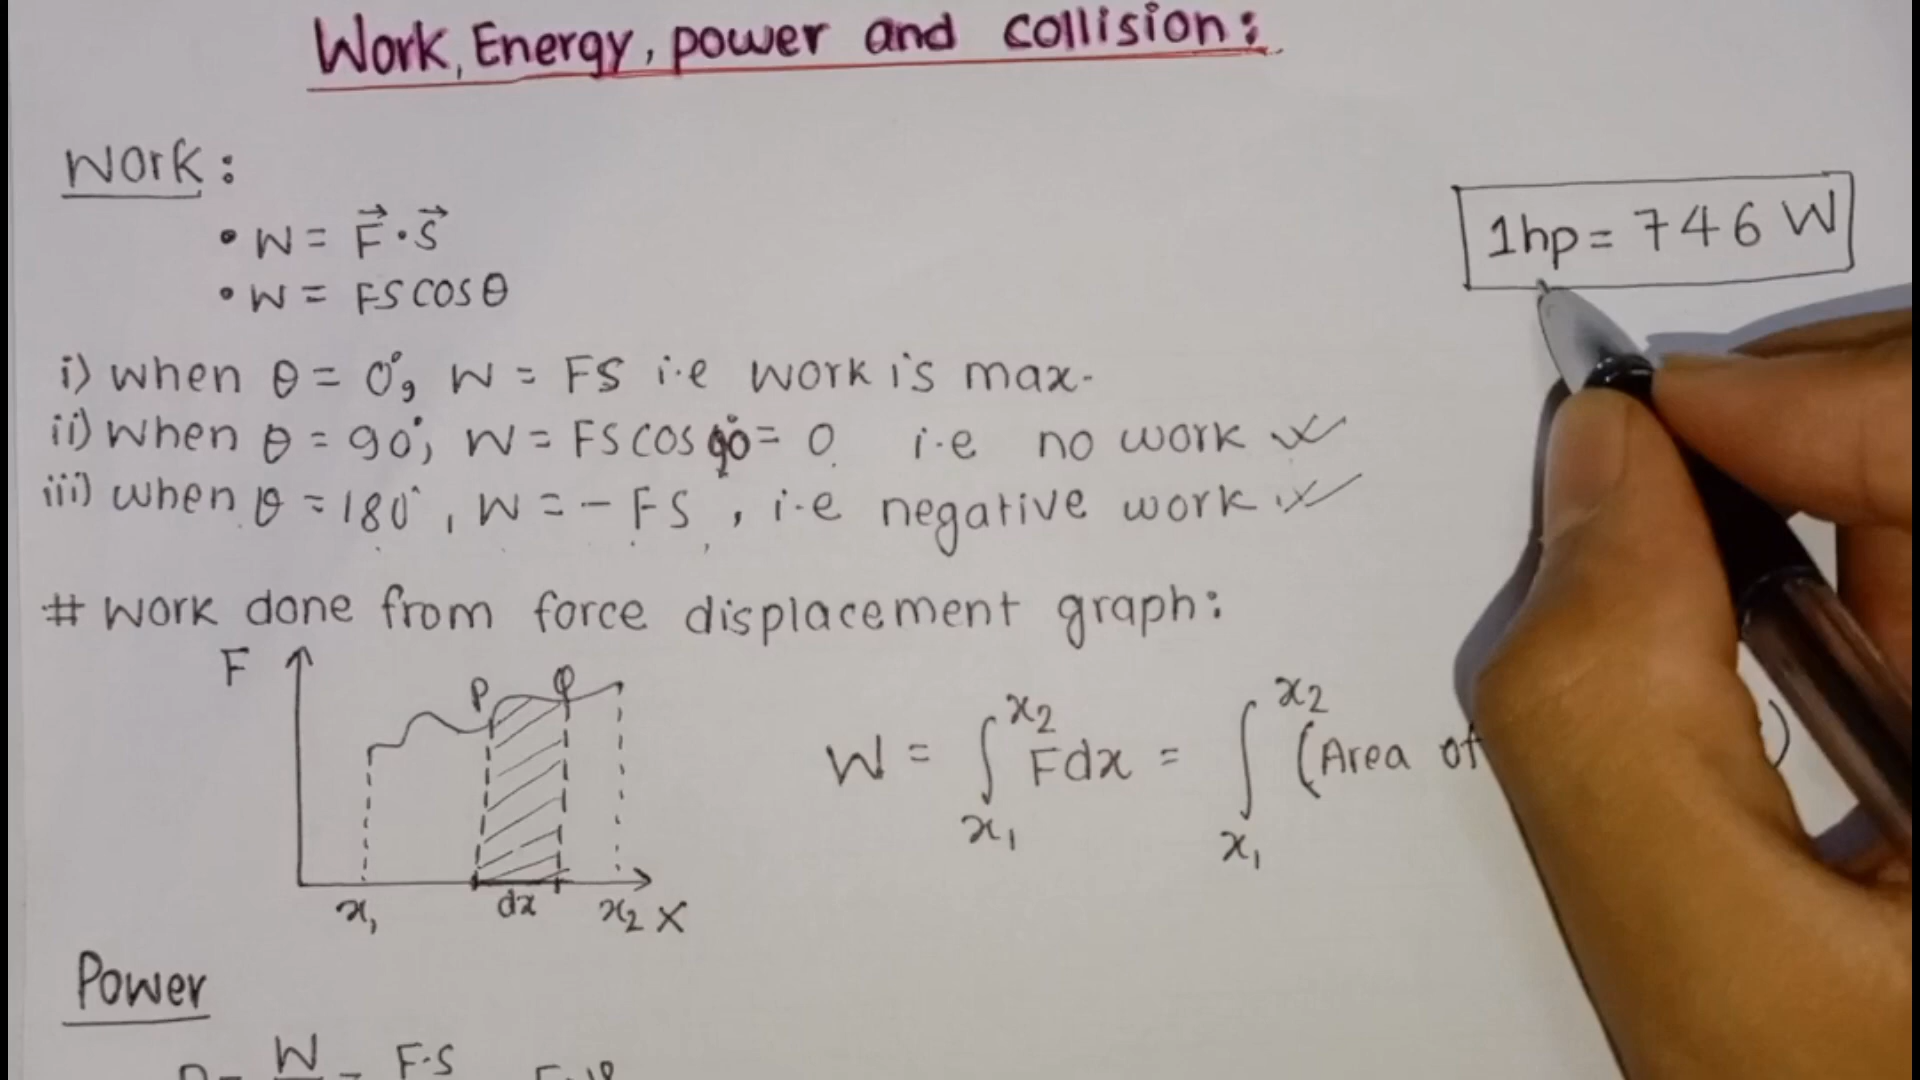 Work, Energy, power and collision:
Work:
• W = F⃗·S⃗
• W = FS cosθ
1hp = 746 W
i) when θ = 0°, W = FS i.e work is max.
ii) when θ = 90°, W = FS cos 90° = 0 i.e no work
iii) when θ = 180°, W = - FS, i.e negative work
# work done from force displacement graph:
F
P Q
W = ∫ x₁ x₂ Fdx = ∫ x₁ x₂ (Area of )
x₁ dx x₂ X
Power
W = F·S